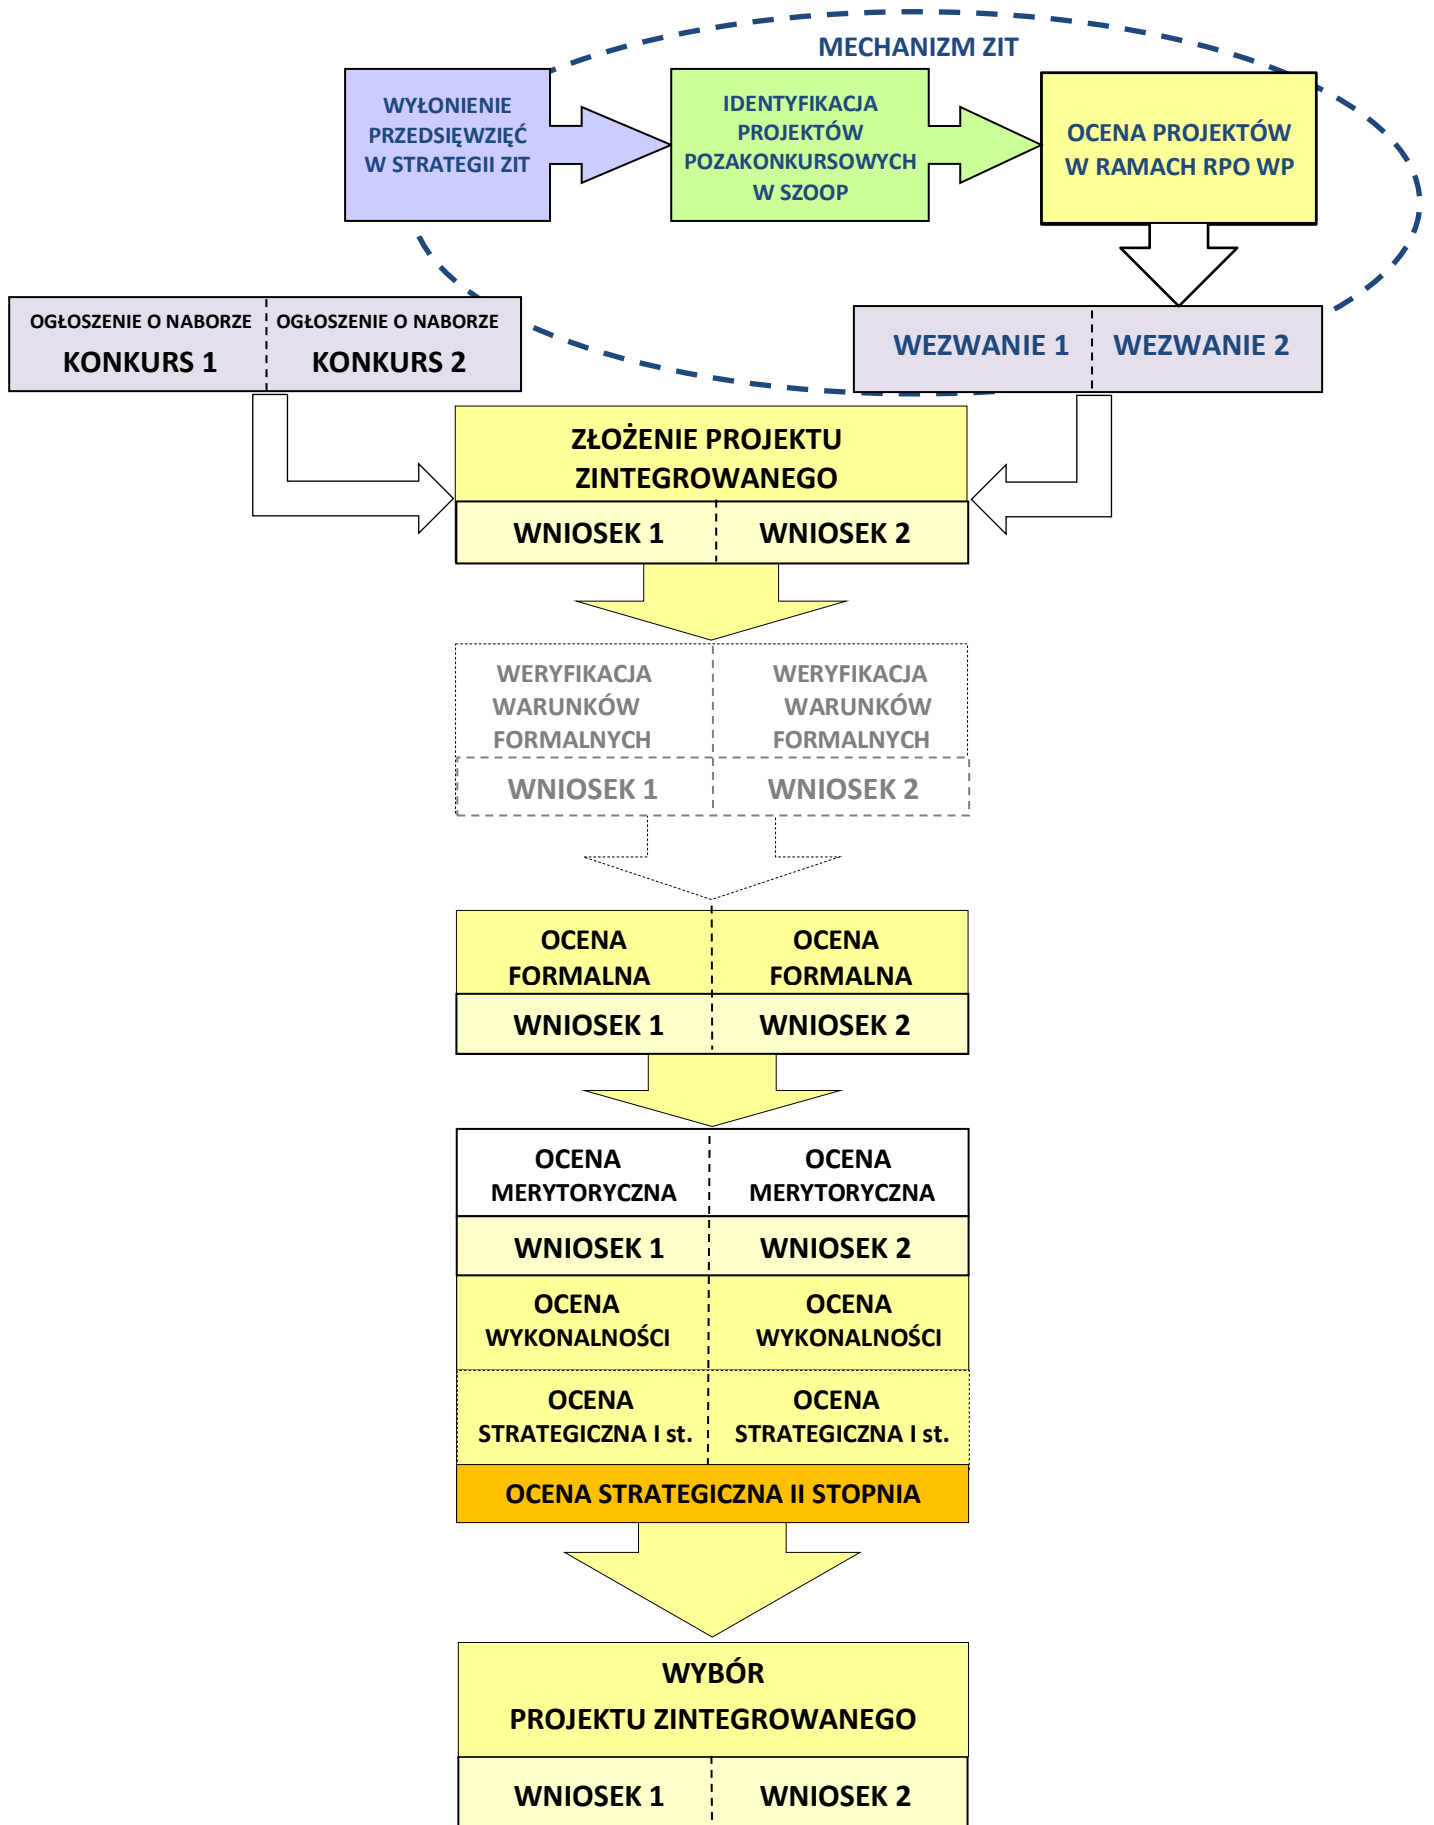 MECHANIZM ZIT
WYŁONIENIE
PRZEDSIĘWZIĘĆ
W STRATEGII ZIT
IDENTYFIKACJA
PROJEKTÓW
POZAKONKURSOWYCH
W SZOOP
OCENA PROJEKTÓW
W RAMACH RPO WP
OGŁOSZENIE O NABORZE
KONKURS 1
OGŁOSZENIE O NABORZE
KONKURS 2
WEZWANIE 1
WEZWANIE 2
ZŁOŻENIE PROJEKTU
ZINTEGROWANEGO
WNIOSEK 1
WNIOSEK 2
WERYFIKACJA
WARUNKÓW
FORMALNYCH
WERYFIKACJA
WARUNKÓW
FORMALNYCH
WNIOSEK 1
WNIOSEK 2
OCENA
FORMALNA
OCENA
FORMALNA
WNIOSEK 1
WNIOSEK 2
OCENA
MERYTORYCZNA
OCENA
MERYTORYCZNA
WNIOSEK 1
WNIOSEK 2
OCENA
WYKONALNOŚCI
OCENA
WYKONALNOŚCI
OCENA
STRATEGICZNA I st.
OCENA
STRATEGICZNA I st.
OCENA STRATEGICZNA II STOPNIA
WYBÓR
PROJEKTU ZINTEGROWANEGO
WNIOSEK 1
WNIOSEK 2